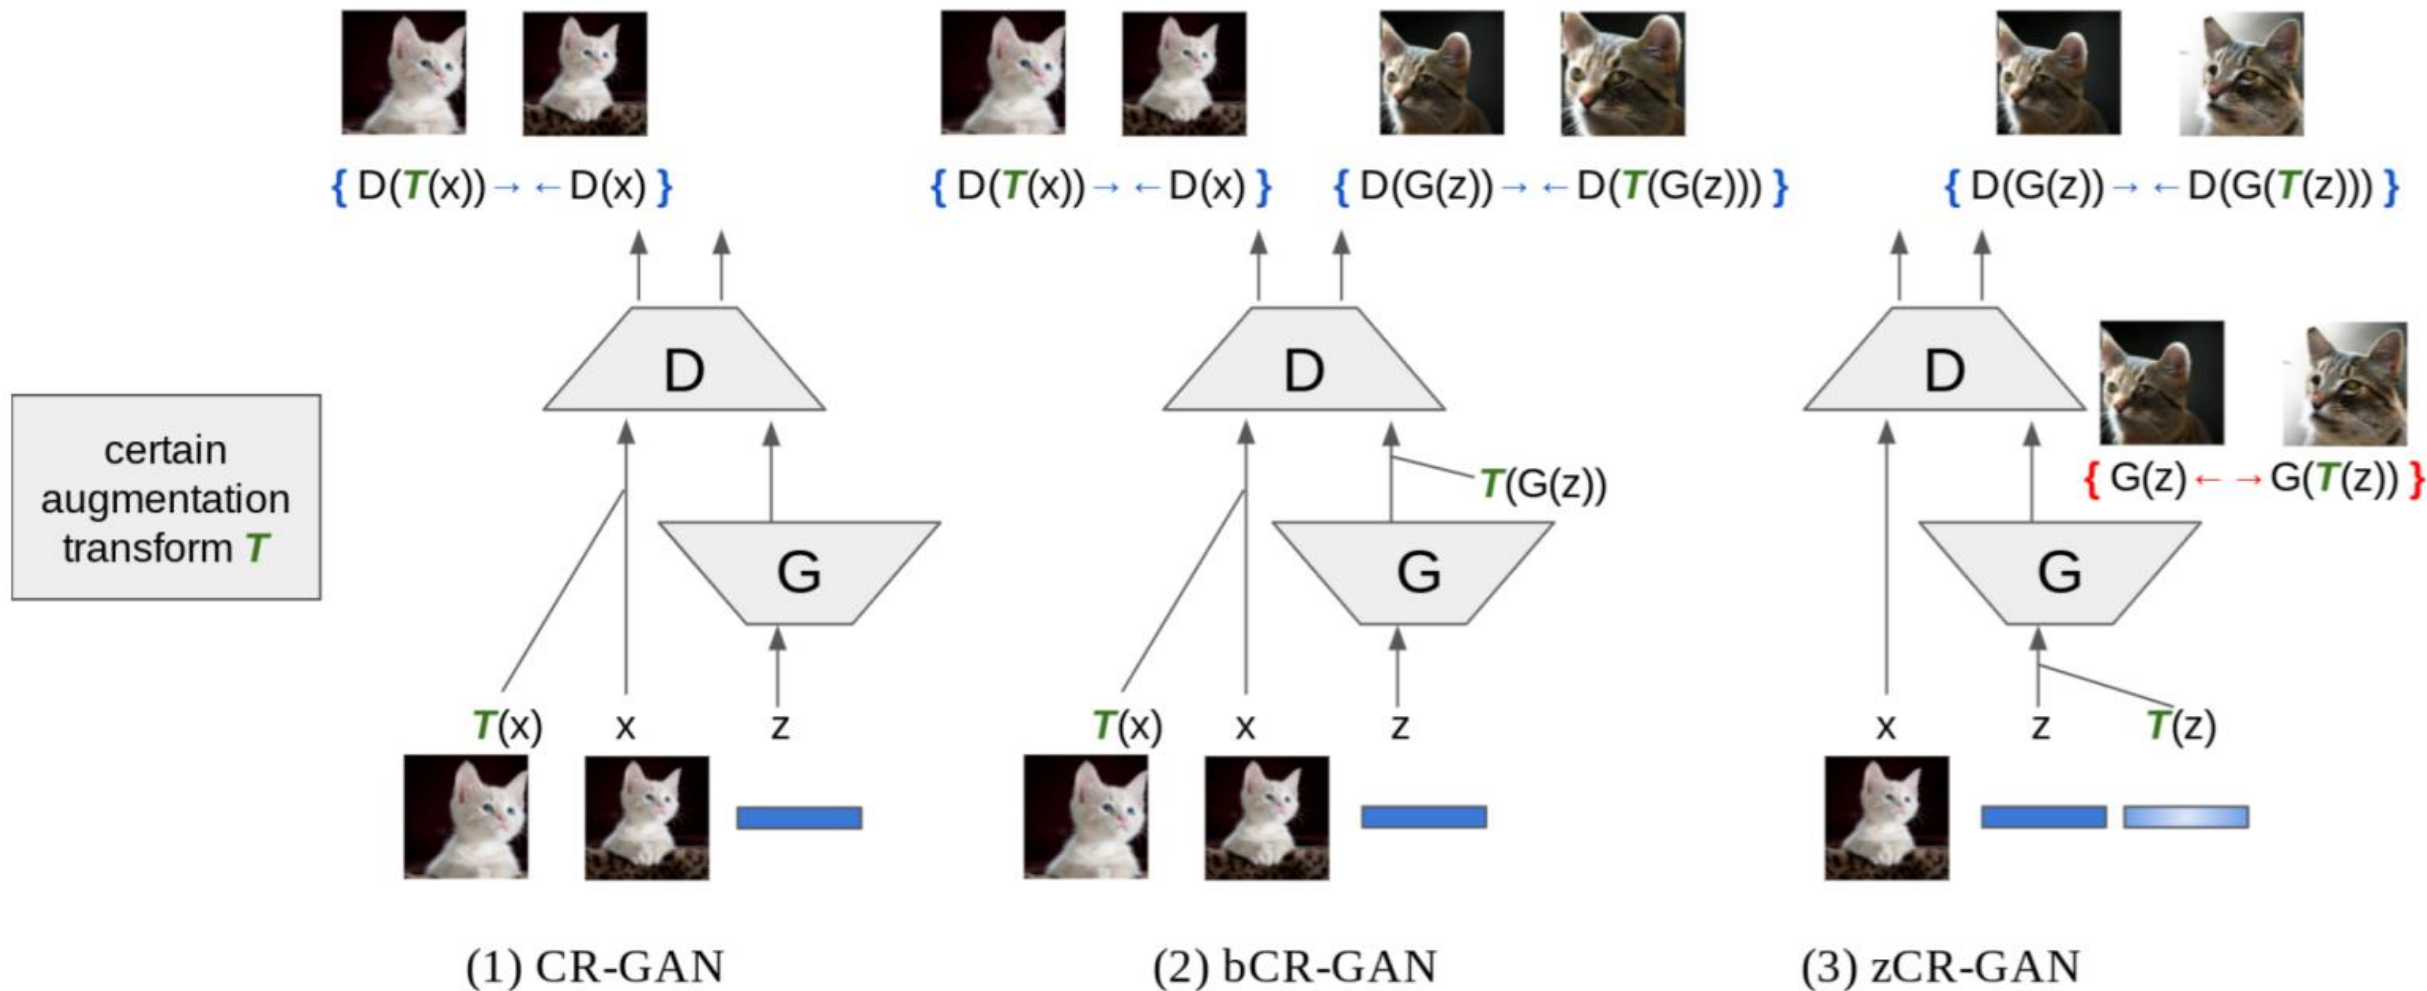 { D(T(x))→ ←D(x) }
{ D(T(x))→ ←D(x) }
{ D(G(z))→ ←D(T(G(z))) }
{ D(G(z))→ ←D(G(T(z))) }
D
D
D
certain
augmentation
transform T
T(G(z))
{ G(z)← →G(T(z)) }
G
G
G
T(x)
x
z
T(x)
x
z
x
z
T(z)
(1) CR-GAN
(2) bCR-GAN
(3) zCR-GAN